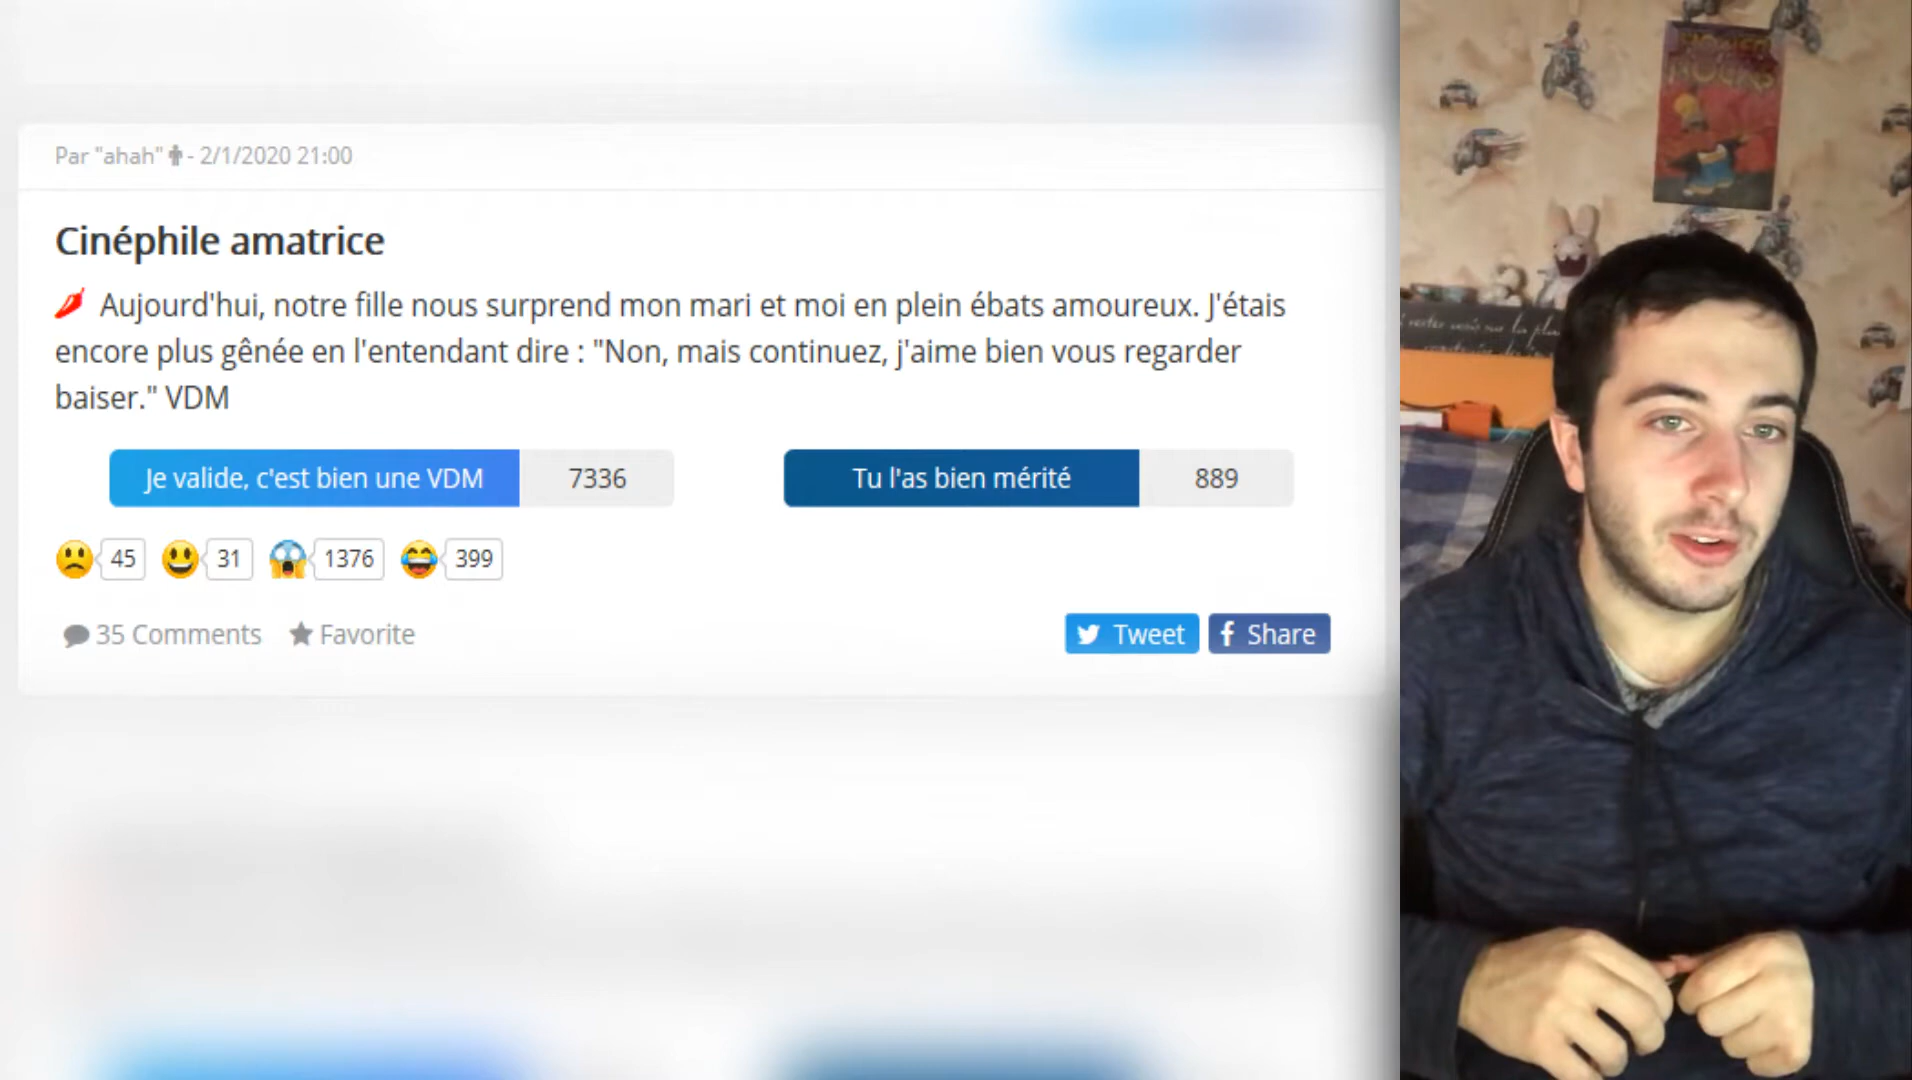 Par "ahah" - 2/1/2020 21:00
Cinéphile amatrice
Aujourd'hui, notre fille nous surprend mon mari et moi en plein ébats amoureux. J'étais
encore plus gênée en l'entendant dire : "Non, mais continuez, j'aime bien vous regarder
baiser." VDM
Je valide, c'est bien une VDM 7336
Tu l'as bien mérité 889
45 31 1376 399
35 Comments Favorite
Tweet Share